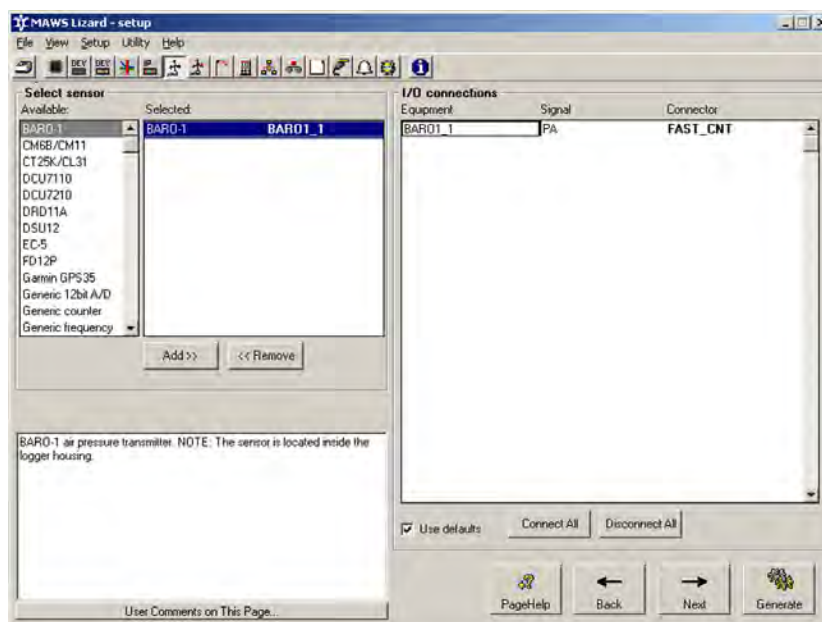 MAWS Lizard - setup
File View Setup Utility Help
Select sensor
Available: Selected:
BARO-1
CM6B/CM11
CT25K/CL31
DCU7110
DCU7210
DRD11A
DSU12
EC-5
FD12P
Garmin GPS35
Generic 12bit A/D
Generic counter
Generic frequency
BARO-1 BARO1_1
Add >> << Remove
BARO-1 air pressure transmitter. NOTE: The sensor is located inside the
logger housing.
User Comments on This Page...
I/O connections
Equipment Signal Connector
BARO1_1 PA FAST_CNT
Use defaults Connect All Disconnect All
PageHelp Back Next Generate